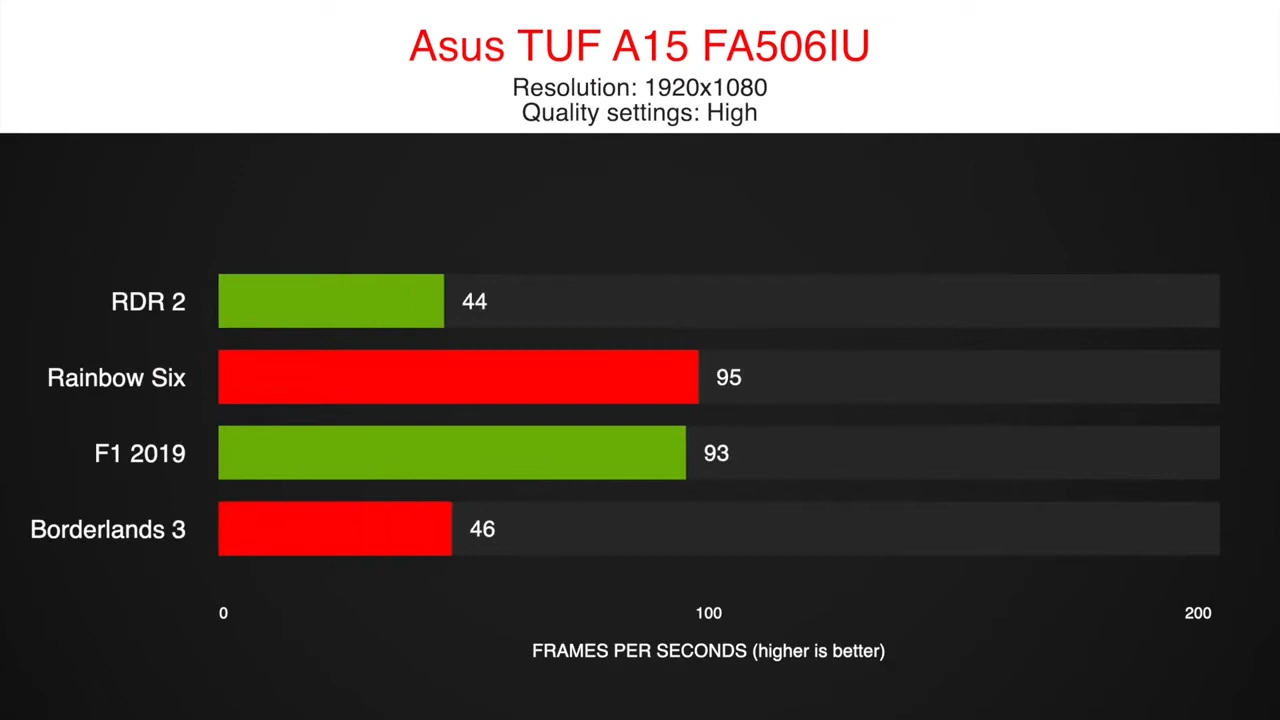 Asus TUF A15 FA506IU
Resolution: 1920x1080
Quality settings: High
RDR 2 44
Rainbow Six 95
F1 2019 93
Borderlands 3 46
0 100 200
FRAMES PER SECONDS (higher is better)